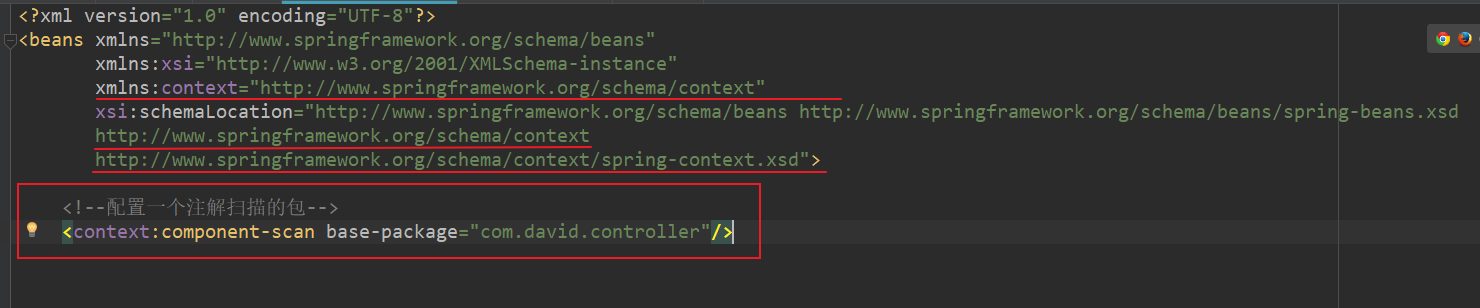 <?xml version="1.0" encoding="UTF-8"?>
<beans xmlns="http://www.springframework.org/schema/beans"
xmlns:xsi="http://www.w3.org/2001/XMLSchema-instance"
xmlns:context="http://www.springframework.org/schema/context"
xsi:schemaLocation="http://www.springframework.org/schema/beans http://www.springframework.org/schema/beans/spring-beans.xsd
http://www.springframework.org/schema/context
http://www.springframework.org/schema/context/spring-context.xsd">
<!--配置一个注解扫描的包-->
<context:component-scan base-package="com.david.controller"/>